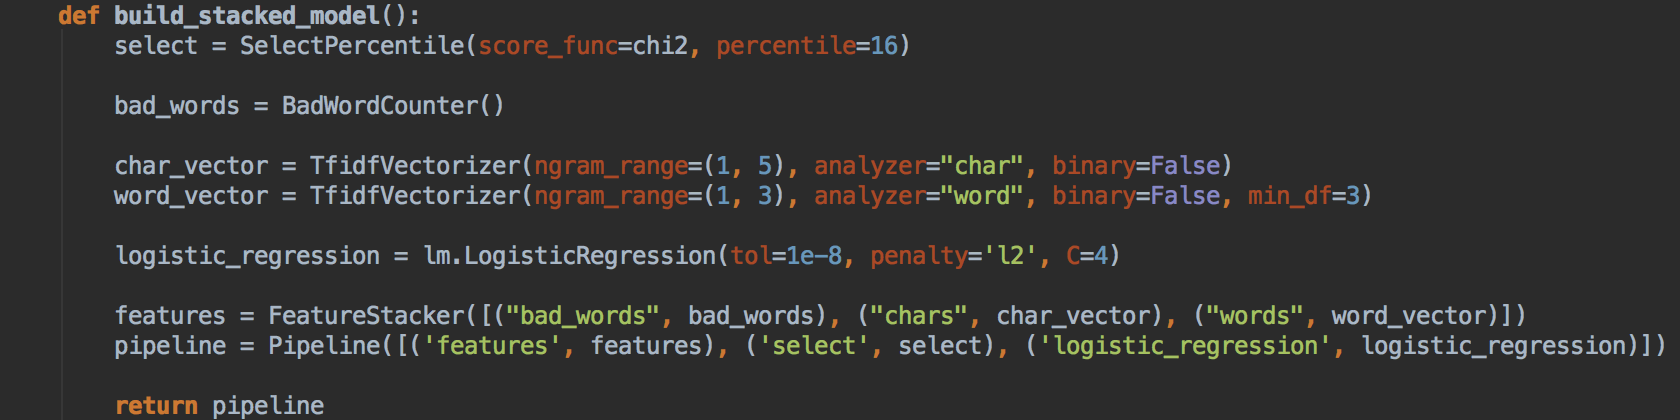 def build_stacked_model():
select = SelectPercentile(score_func=chi2, percentile=16)
bad_words = BadWordCounter()
char_vector = TfidfVectorizer(ngram_range=(1, 5), analyzer="char", binary=False)
word_vector = TfidfVectorizer(ngram_range=(1, 3), analyzer="word", binary=False, min_df=3)
logistic_regression = lm.LogisticRegression(tol=1e-8, penalty='l2', C=4)
features = FeatureStacker([("bad_words", bad_words), ("chars", char_vector), ("words", word_vector)])
pipeline = Pipeline([('features', features), ('select', select), ('logistic_regression', logistic_regression)])
return pipeline